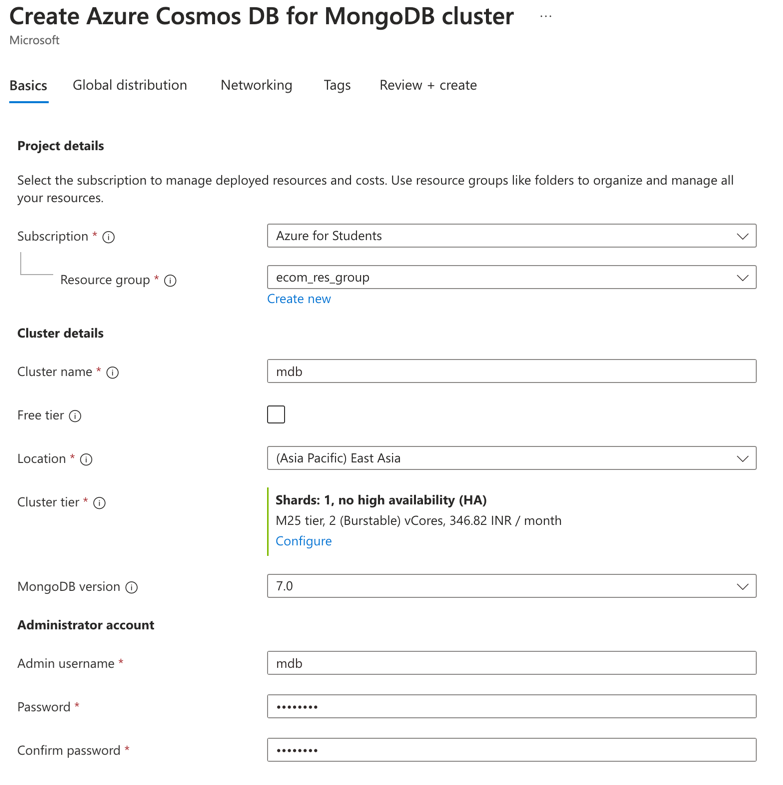 Create Azure Cosmos DB for MongoDB cluster ...
Microsoft
Basics Global distribution Networking Tags Review + create
Project details
Select the subscription to manage deployed resources and costs. Use resource groups like folders to organize and manage all
your resources.
Subscription * Azure for Students
Resource group * ecom_res_group
Create new
Cluster details
Cluster name * mdb
Free tier
Location * (Asia Pacific) East Asia
Cluster tier * Shards: 1, no high availability (HA)
M25 tier, 2 (Burstable) vCores, 346.82 INR / month
Configure
MongoDB version 7.0
Administrator account
Admin username * mdb
Password * ••••••••
Confirm password * ••••••••